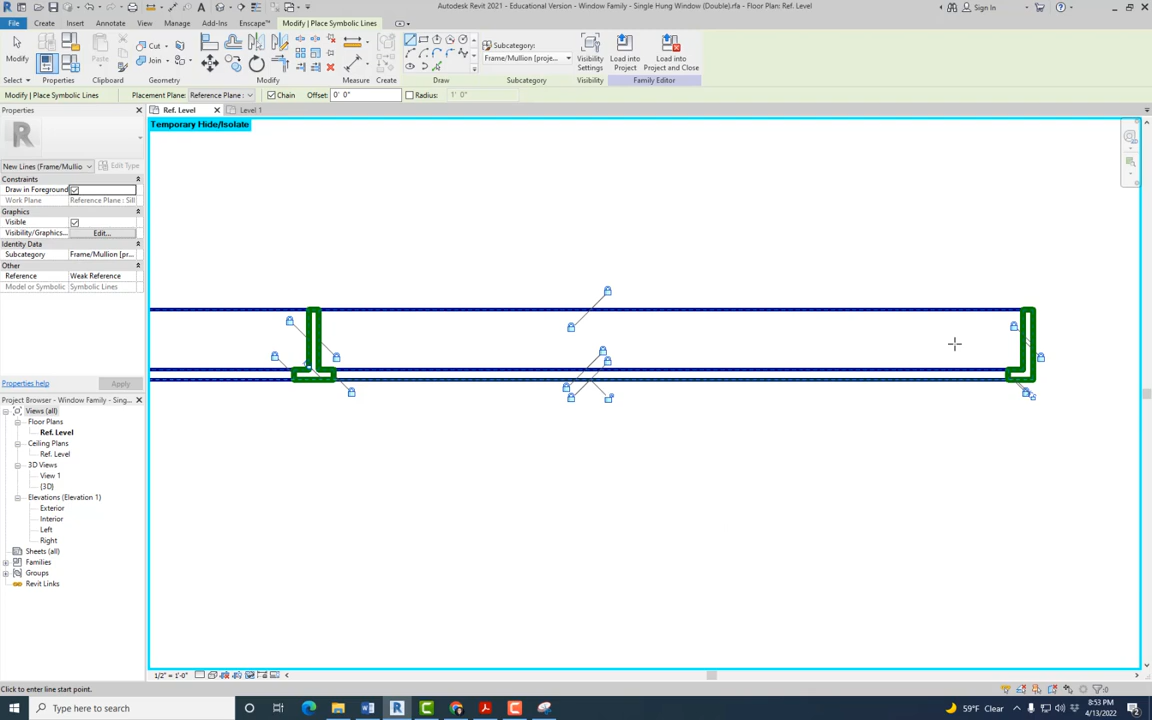 Autodesk Revit 2021 - Educational Version - Window Family - Single Hung Window (Double).rfa - Floor Plan: Ref. Level
Sign In
File Create Insert Annotate View Manage Add-Ins Enscape™ Modify | Place Symbolic Lines
Modify
Paste
Cut
Join
Subcategory:
Frame/Mullion [proje...
Visibility Settings
Load into Project
Load into Project and Close
Select Properties Clipboard Geometry Modify Measure Create Draw Subcategory Visibility Family Editor
Modify | Place Symbolic Lines Placement Plane: Reference Plane : Chain Offset: 0' 0" Radius: 1' 0"
Properties
Ref. Level
Level 1
Temporary Hide/Isolate
New Lines (Frame/Mullio
Edit Type
Constraints
Draw in Foreground
Work Plane Reference Plane : Sill
Graphics
Visible
Visibility/Graphics... Edit...
Identity Data
Subcategory Frame/Mullion [pr...
Other
Reference Weak Reference
Model or Symbolic Symbolic Lines
Properties help
Apply
Project Browser - Window Family - Sing...
Views (all)
Floor Plans
Ref. Level
Ceiling Plans
Ref. Level
3D Views
View 1
{3D}
Elevations (Elevation 1)
Exterior
Interior
Left
Right
Sheets (all)
Families
Groups
Revit Links
1/2" = 1'-0"
Click to enter line start point.
:0
Type here to search
59°F Clear
8:53 PM
4/13/2022